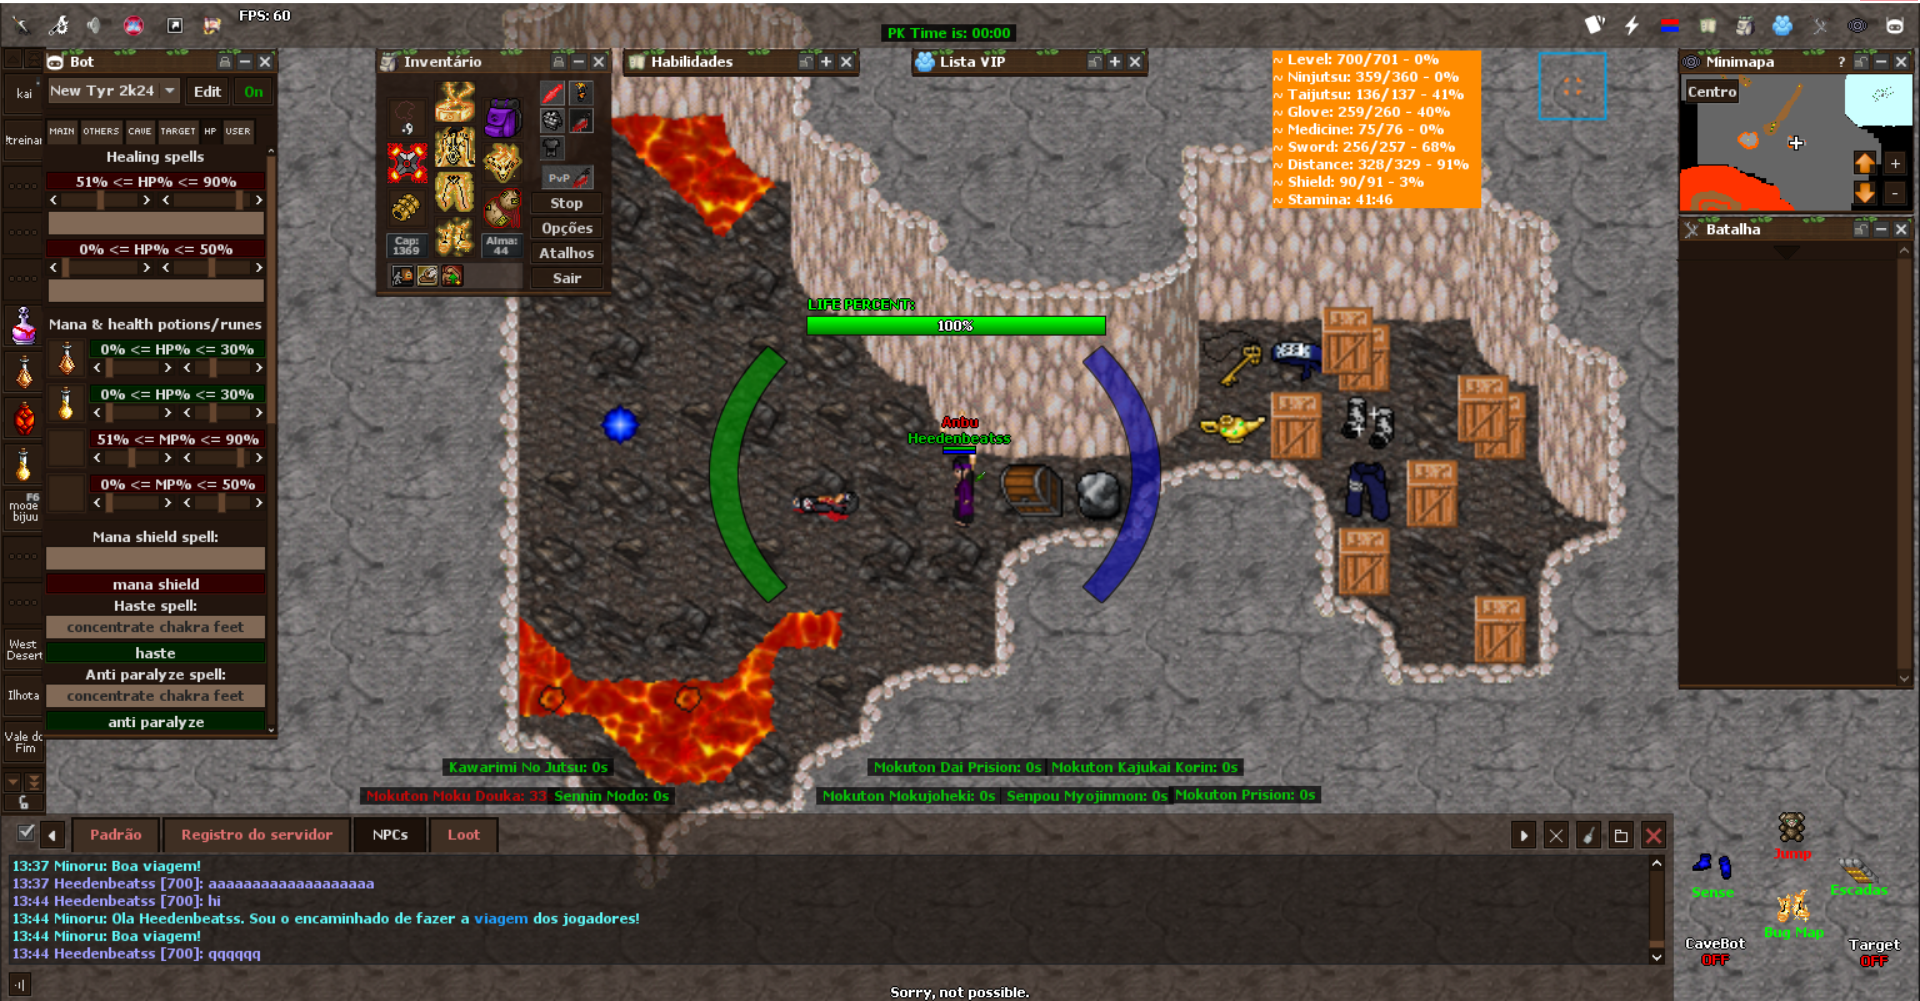 FPS: 60
PK Time is: 00:00
Bot
kai
New Tyr 2k24
Edit
On
!treinar
MAIN
OTHERS
CAVE
TARGET
HP
USER
Healing spells
51% <= HP% <= 90%
0% <= HP% <= 50%
Mana & health potions/runes
0% <= HP% <= 30%
0% <= HP% <= 30%
51% <= MP% <= 90%
0% <= MP% <= 50%
F6
mode
bijuu
Mana shield spell:
mana shield
Haste spell:
concentrate chakra feet
haste
Anti paralyze spell:
concentrate chakra feet
anti paralyze
West
Desert
Ilhota
Vale do
Fim
Inventário
.9
PvP
Stop
Opções
Atalhos
Sair
Cap:
1369
Alma:
44
Habilidades
Lista VIP
~ Level: 700/701 - 0%
~ Ninjutsu: 359/360 - 0%
~ Taijutsu: 136/137 - 41%
~ Glove: 259/260 - 40%
~ Medicine: 75/76 - 0%
~ Sword: 256/257 - 68%
~ Distance: 328/329 - 91%
~ Shield: 90/91 - 3%
~ Stamina: 41:46
Minimapa
Centro
Batalha
LIFE PERCENT:
100%
Anbu
Heedenbeatss
Kawarimi No Jutsu: 0s
Mokuton Dai Prision: 0s
Mokuton Kajukai Korin: 0s
Mokuton Moku Douka: 33
Sennin Modo: 0s
Mokuton Mokujoheki: 0s
Senpou Myojinmon: 0s
Mokuton Prision: 0s
Padrão
Registro do servidor
NPCs
Loot
13:37 Minoru: Boa viagem!
13:37 Heedenbeatss [700]: aaaaaaaaaaaaaaaaaaa
13:44 Heedenbeatss [700]: hi
13:44 Minoru: Ola Heedenbeatss. Sou o encaminhado de fazer a viagem dos jogadores!
13:44 Minoru: Boa viagem!
13:44 Heedenbeatss [700]: qqqqqq
Sorry, not possible.
Jump
Sense
Escadas
Bug Map
CaveBot
OFF
Target
OFF